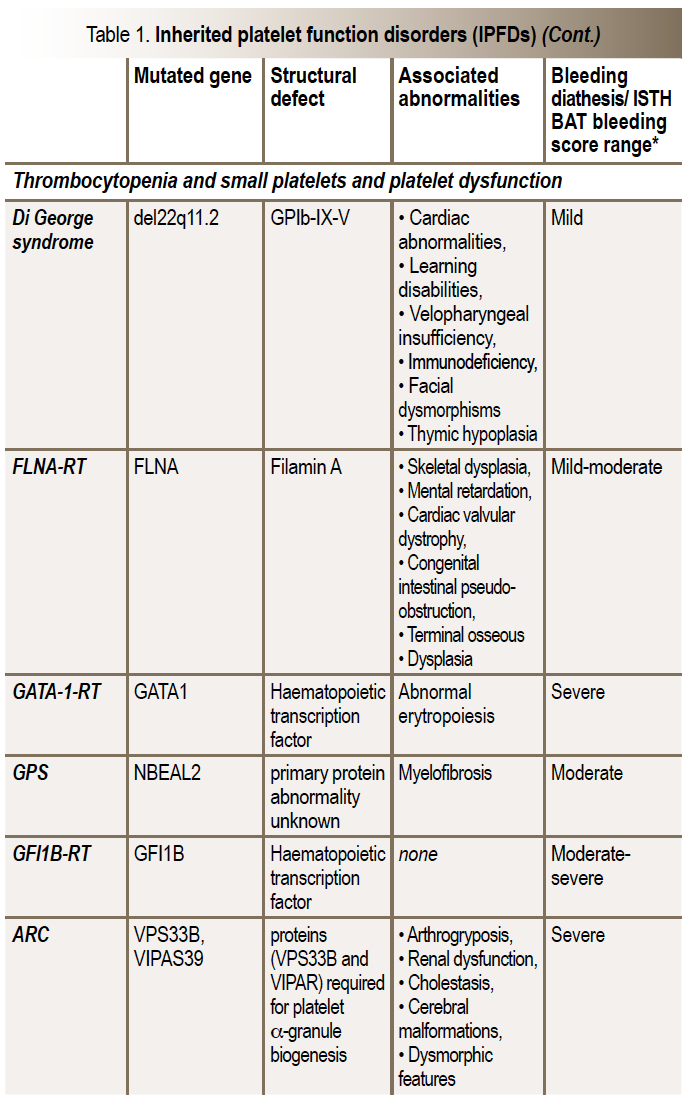 Table 1. Inherited platelet function disorders (IPFDs) (Cont.)
Mutated gene
Structural
defect
Associated
abnormalities
Bleeding
diathesis/ ISTH
BAT bleeding
score range*
Thrombocytopenia and small platelets and platelet dysfunction
Di George
syndrome
del22q11.2
GPIb-IX-V
• Cardiac
abnormalities,
• Learning
disabilities,
• Velopharyngeal
insufficiency,
• Immunodeficiency,
• Facial
dysmorphisms
• Thymic hypoplasia
Mild
FLNA-RT
FLNA
Filamin A
• Skeletal dysplasia,
• Mental retardation,
• Cardiac valvular
dystrophy,
• Congenital
intestinal pseudo-
obstruction,
• Terminal osseous
• Dysplasia
Mild-moderate
GATA-1-RT
GATA1
Haematopoietic
transcription
factor
Abnormal
erytropoiesis
Severe
GPS
NBEAL2
primary protein
abnormality
unknown
Myelofibrosis
Moderate
GFI1B-RT
GFI1B
Haematopoietic
transcription
factor
none
Moderate-
severe
ARC
VPS33B,
VIPAS39
proteins
(VPS33B and
VIPAR) required
for platelet
α-granule
biogenesis
• Arthrogryposis,
• Renal dysfunction,
• Cholestasis,
• Cerebral
malformations,
• Dysmorphic
features
Severe